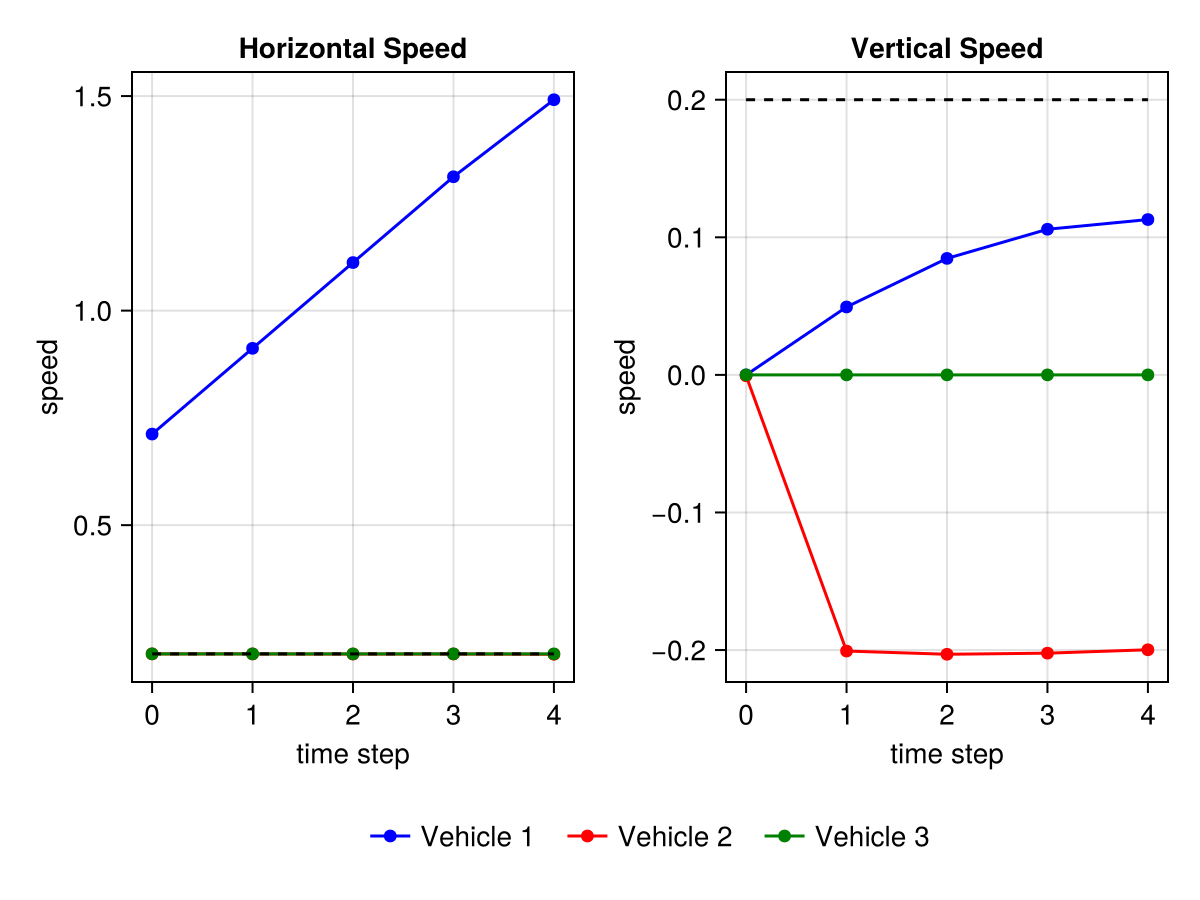 Horizontal Speed
speed
1.5
1.0
0.5
0 1 2 3 4
time step
Vertical Speed
speed
0.2
0.1
0.0
−0.1
−0.2
0 1 2 3 4
time step
Vehicle 1 Vehicle 2 Vehicle 3